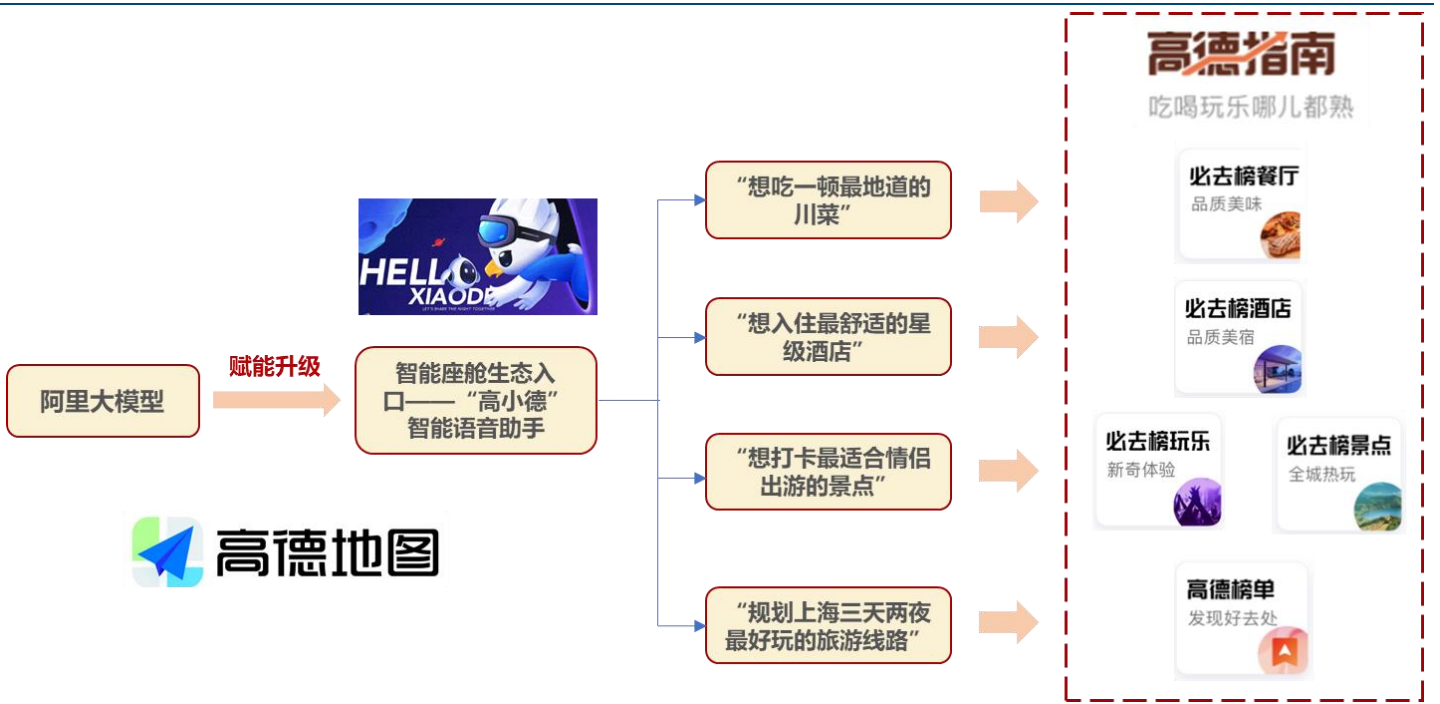 阿里大模型
赋能升级
HELLO
XIAODE
LET'S SHARE THE NIGHT TOGETHER
智能座舱生态入
口——“高小德”
智能语音助手
高德地图
“想吃一顿最地道的
川菜”
“想入住最舒适的星
级酒店”
“想打卡最适合情侣
出游的景点”
“规划上海三天两夜
最好玩的旅游线路”
高德指南
吃喝玩乐哪儿都熟
必去榜餐厅
品质美味
必去榜酒店
品质美宿
必去榜玩乐
新奇体验
必去榜景点
全城热玩
高德榜单
发现好去处